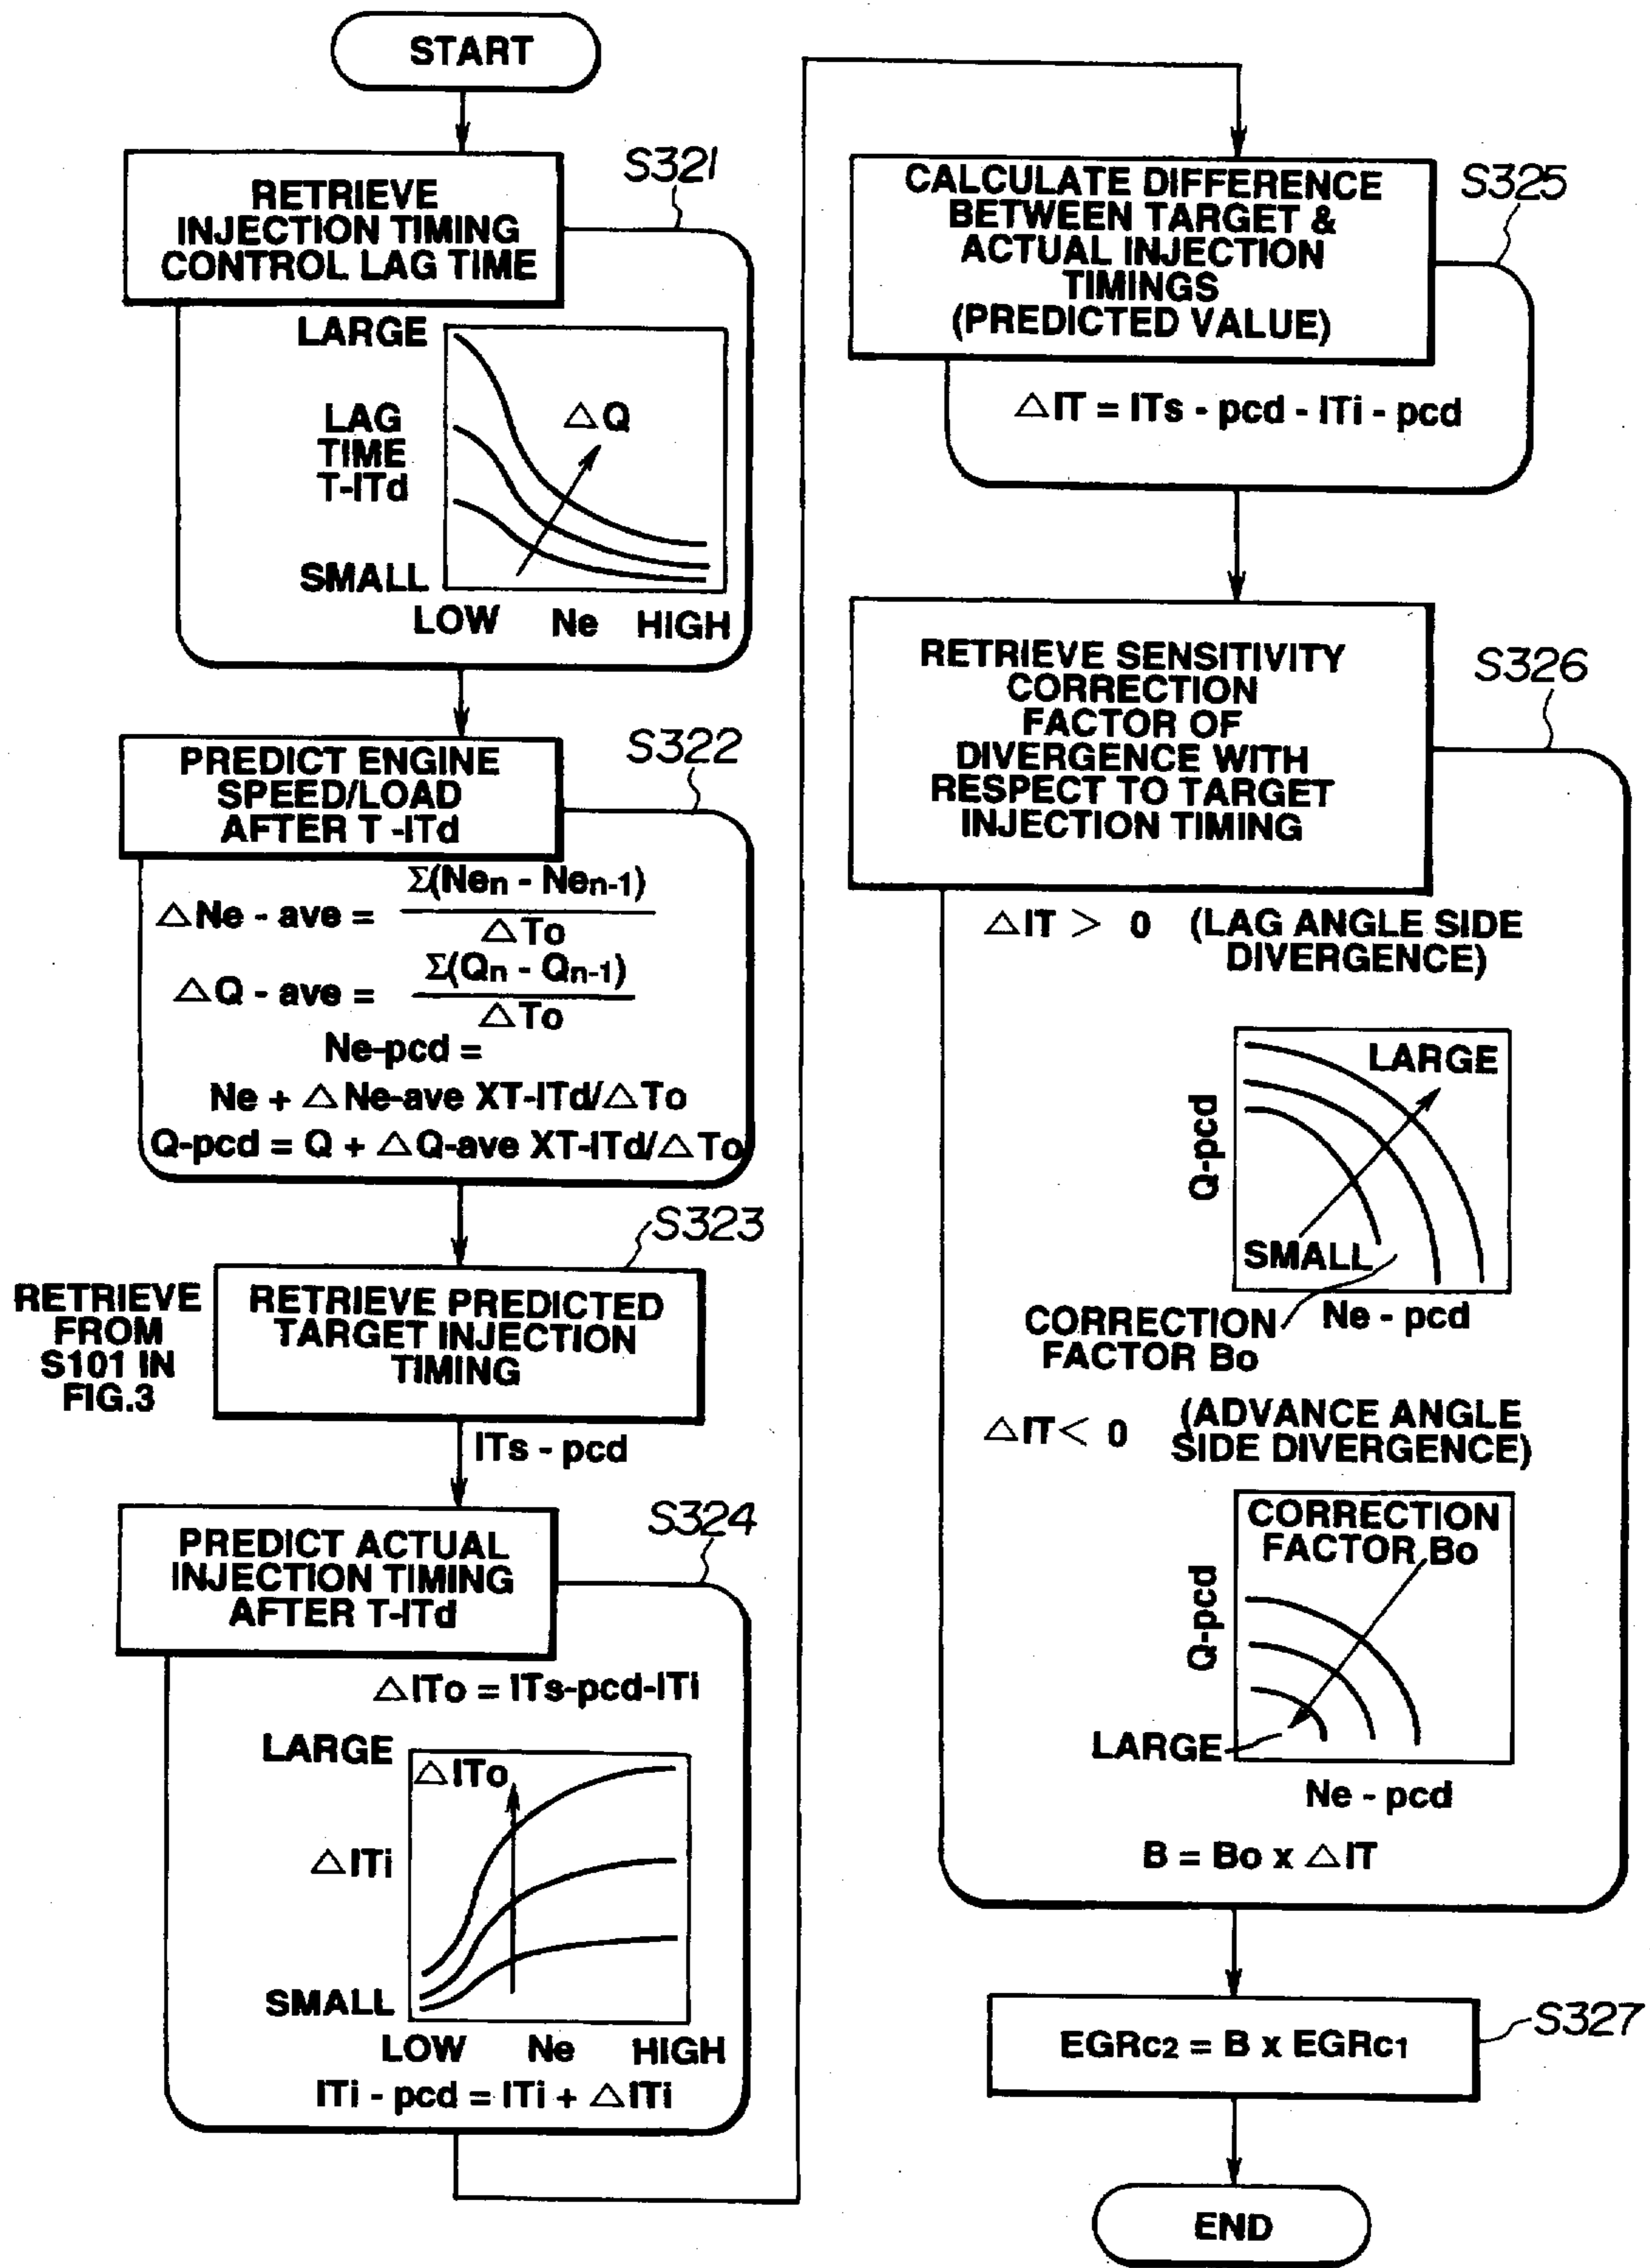 START
S321
RETRIEVE
INJECTION TIMING
CONTROL LAG TIME
LARGE
LAG
TIME
T-ITd
△Q
SMALL
LOW Ne HIGH
S322
PREDICT ENGINE
SPEED/LOAD
AFTER T -ITd
△Ne - ave = Σ(Nen - Nen-1)
△To
△Q - ave = Σ(Qn - Qn-1)
△To
Ne-pcd =
Ne + △Ne-ave XT-ITd/△To
Q-pcd = Q + △Q-ave XT-ITd/△To
S323
RETRIEVE
FROM
S101 IN
FIG.3
RETRIEVE PREDICTED
TARGET INJECTION
TIMING
ITs - pcd
S324
PREDICT ACTUAL
INJECTION TIMING
AFTER T-ITd
△ITo = ITs-pcd-ITi
LARGE
△ITo
△ITi
SMALL
LOW Ne HIGH
ITi - pcd = ITi + △ITi
S325
CALCULATE DIFFERENCE
BETWEEN TARGET &
ACTUAL INJECTION
TIMINGS
(PREDICTED VALUE)
△IT = ITs - pcd - ITi - pcd
S326
RETRIEVE SENSITIVITY
CORRECTION
FACTOR OF
DIVERGENCE WITH
RESPECT TO TARGET
INJECTION TIMING
△IT > 0 (LAG ANGLE SIDE
DIVERGENCE)
LARGE
Q-pcd
SMALL
Ne - pcd
CORRECTION
FACTOR Bo
△IT < 0 (ADVANCE ANGLE
SIDE DIVERGENCE)
CORRECTION
FACTOR Bo
Q-pcd
LARGE
Ne - pcd
B = Bo x △IT
S327
EGRc2 = B x EGRc1
END